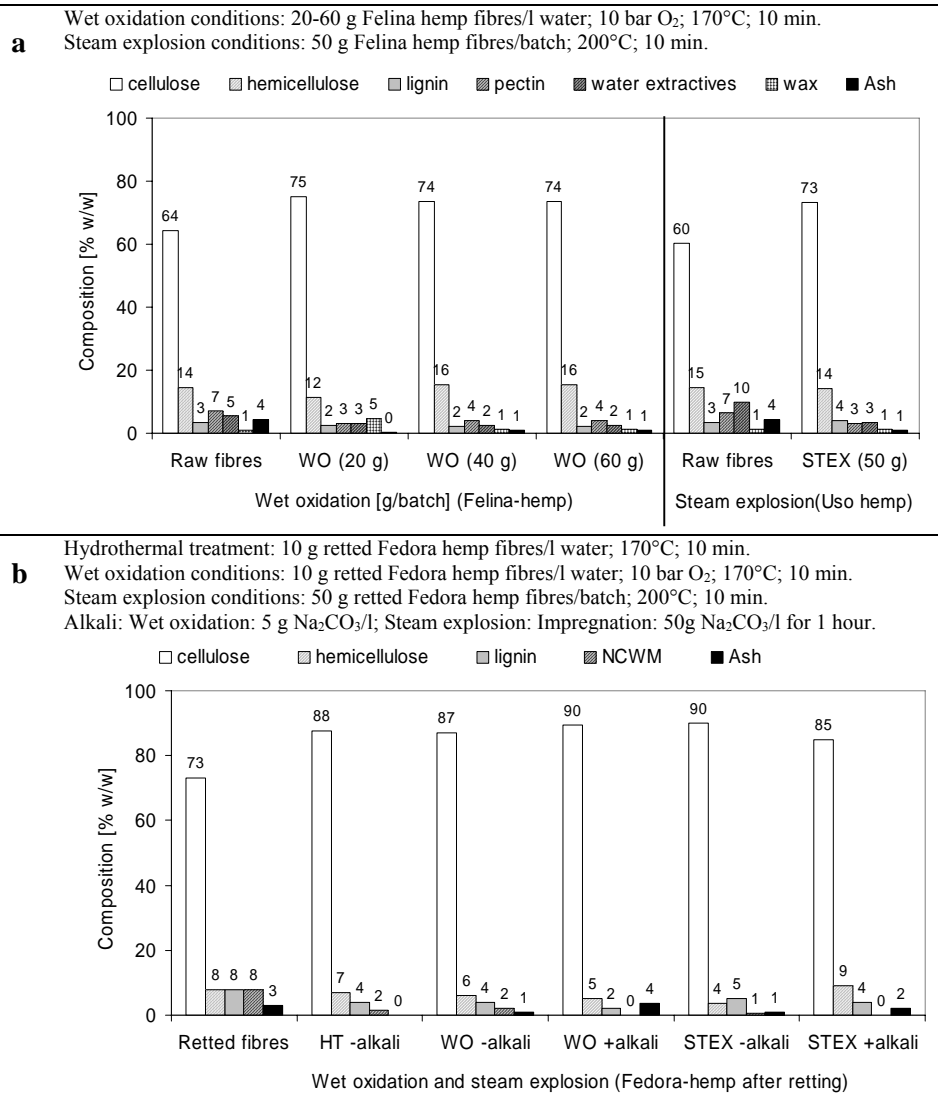 Wet oxidation conditions: 20-60 g Felina hemp fibres/l water; 10 bar O₂; 170°C; 10 min.
a Steam explosion conditions: 50 g Felina hemp fibres/batch; 200°C; 10 min.
cellulose hemicellulose lignin pectin water extractives wax Ash
Composition [% w/w]
100
80
60
40
20
0
64 14 3 7 5 1 4
75 12 2 3 3 5 0
74 16 2 4 2 1 1
74 16 2 4 2 1 1
60 15 3 7 10 1 4
73 14 4 3 3 1 1
Raw fibres WO (20 g) WO (40 g) WO (60 g) Raw fibres STEX (50 g)
Wet oxidation [g/batch] (Felina-hemp) Steam explosion(Uso hemp)
Hydrothermal treatment: 10 g retted Fedora hemp fibres/l water; 170°C; 10 min.
b Wet oxidation conditions: 10 g retted Fedora hemp fibres/l water; 10 bar O₂; 170°C; 10 min.
Steam explosion conditions: 50 g retted Fedora hemp fibres/batch; 200°C; 10 min.
Alkali: Wet oxidation: 5 g Na₂CO₃/l; Steam explosion: Impregnation: 50g Na₂CO₃/l for 1 hour.
cellulose hemicellulose lignin NCWM Ash
Composition [% w/w]
100
80
60
40
20
0
73 8 8 8 3
88 7 4 2 0
87 6 4 2 1
90 5 2 0 4
90 4 5 1 1
85 9 4 0 2
Retted fibres HT -alkali WO -alkali WO +alkali STEX -alkali STEX +alkali
Wet oxidation and steam explosion (Fedora-hemp after retting)